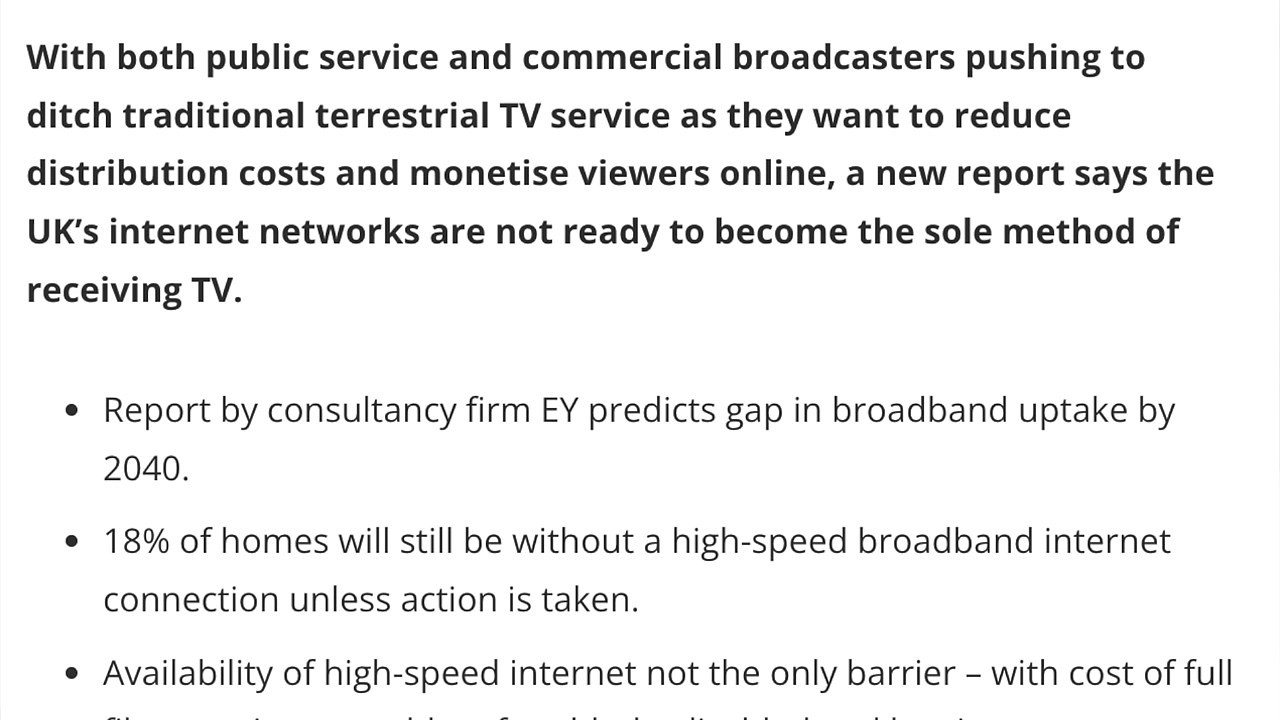 With both public service and commercial broadcasters pushing to
ditch traditional terrestrial TV service as they want to reduce
distribution costs and monetise viewers online, a new report says the
UK’s internet networks are not ready to become the sole method of
receiving TV.
• Report by consultancy firm EY predicts gap in broadband uptake by
2040.
• 18% of homes will still be without a high-speed broadband internet
connection unless action is taken.
• Availability of high-speed internet not the only barrier – with cost of full